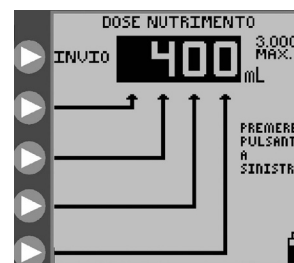 DOSE NUTRIMENTO
INVIO 400 mL
3.000
MAX.
PREMERE
PULSANT
A
SINISTR